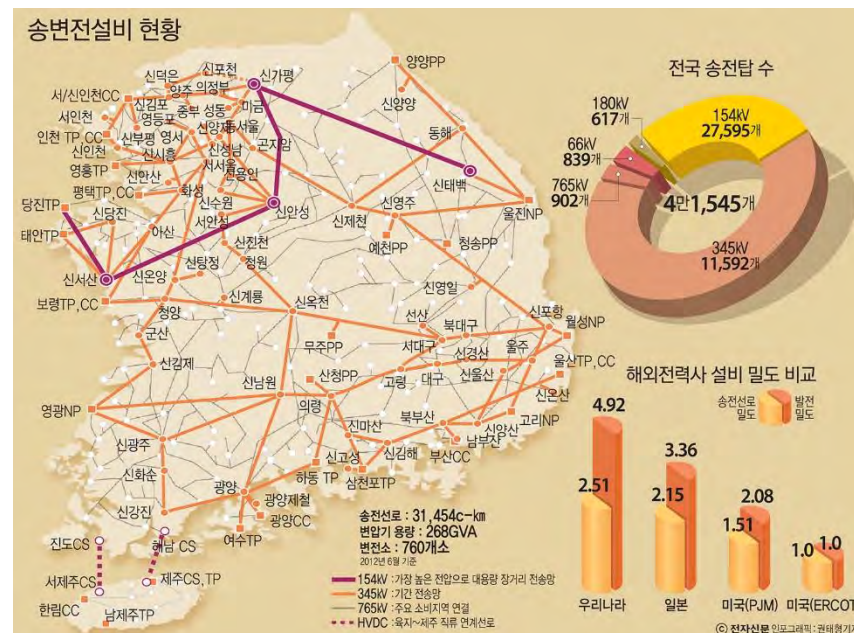 송변전설비 현황
양양PP
신포천
신덕은
신가평
양주
의정부
서/신인천CC
신김포
중부
성동
미금
신양양
서인천
영등포
동서울
동해
인천 TP, CC
신부평
영서
신양재
곤지암
신인천
신시흥
신성남
서서울
영흥TP
신용인
신안산
신태백
평택TP, CC
화성
당진TP
신당진
신수원
신안성
신영주
울진NP
서안성
신제천
태안TP
아산
예천PP
청송PP
신진천
신서산
신온양
신탕정
청원
신영일
보령TP, CC
신계룡
신옥천
청양
선산
신포항
군산
북대구
월성NP
무주PP
서대구
신경산
울주
신김제
산청PP
울산TP, CC
고령
대구
신울산
신남원
의령
신온산
영광NP
북부산
고리NP
신마산
신양산
신광주
남부산
신고성
신김해
부산CC
신화순
하동 TP
삼천포TP
광양
신강진
광양제철
광양CC
진도CS
해남 CS
여수TP
서제주CS
제주CS, TP
한림CC
남제주TP
송전선로 : 31,454c-km
변압기 용량 : 268GVA
변전소 : 760개소
2012년 6월 기준
154kV : 가장 높은 전압으로 대용량 장거리 전송망
345kV : 기간 전송망
765kV : 주요 소비지역 연결
HVDC : 육지~제주 직류 연계선로
전국 송전탑 수
180kV
617개
154kV
27,595개
66kV
839개
765kV
902개
4만1,545개
345kV
11,592개
해외전력사 설비 밀도 비교
송전선로
밀도
발전
밀도
4.92
2.51
3.36
2.15
2.08
1.51
1.0
1.0
우리나라
일본
미국(PJM)
미국(ERCOT)
ⓒ 전자신문 인포그래픽 : 권태형기자